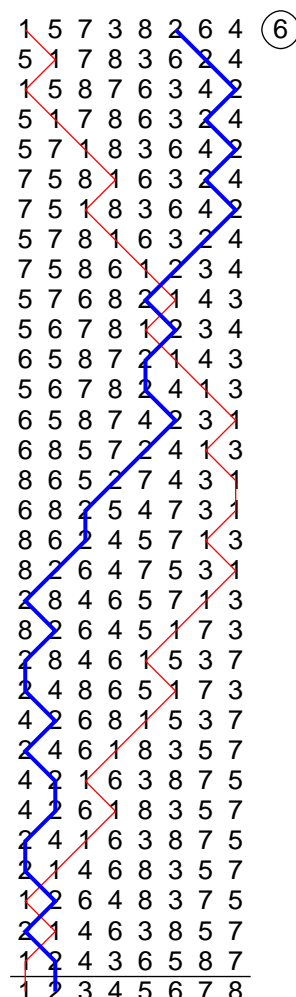 1 5 7 3 8 2 6 4 6
5 1 7 8 3 6 2 4
1 5 8 7 6 3 4 2
5 1 7 8 6 3 2 4
5 7 1 8 3 6 4 2
7 5 8 1 6 3 2 4
7 5 1 8 3 6 4 2
5 7 8 1 6 3 2 4
7 5 8 6 1 2 3 4
5 7 6 8 2 1 4 3
5 6 7 8 1 2 3 4
6 5 8 7 2 1 4 3
5 6 7 8 2 4 1 3
6 5 8 7 4 2 3 1
6 8 5 7 2 4 1 3
8 6 5 2 7 4 3 1
6 8 2 5 4 7 3 1
8 6 2 4 5 7 1 3
8 2 6 4 7 5 3 1
2 8 4 6 5 7 1 3
8 2 6 4 5 1 7 3
2 8 4 6 1 5 3 7
2 4 8 6 5 1 7 3
4 2 6 8 1 5 3 7
2 4 6 1 8 3 5 7
4 2 1 6 3 8 7 5
4 2 6 1 8 3 5 7
2 4 1 6 3 8 7 5
2 1 4 6 8 3 5 7
1 2 6 4 8 3 7 5
2 1 4 6 3 8 5 7
1 2 4 3 6 5 8 7
1 2 3 4 5 6 7 8